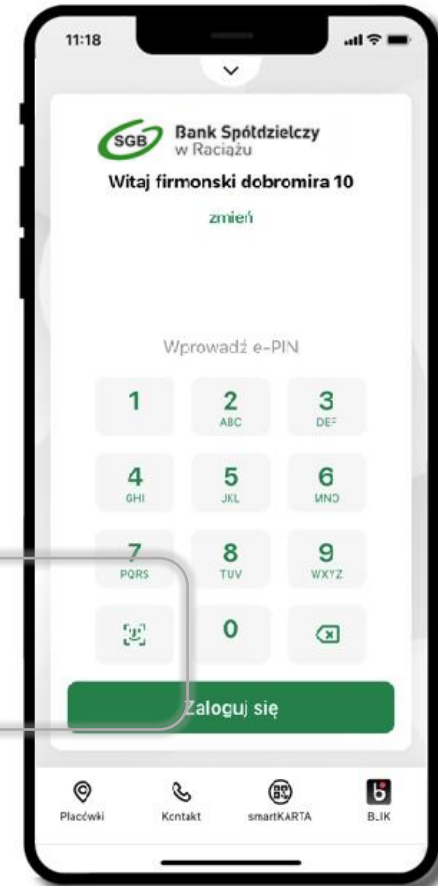 11:18
SGB Bank Spółdzielczy
w Raciążu
Witaj firmonski dobromira 10
zmień
Wprowadź e-PIN
1 2 3
ABC DEF
4 5 6
GHI JKL MNO
7 8 9
PQRS TUV WXYZ
0
Zaloguj się
Placówki Kontakt smartKARTA BLIK